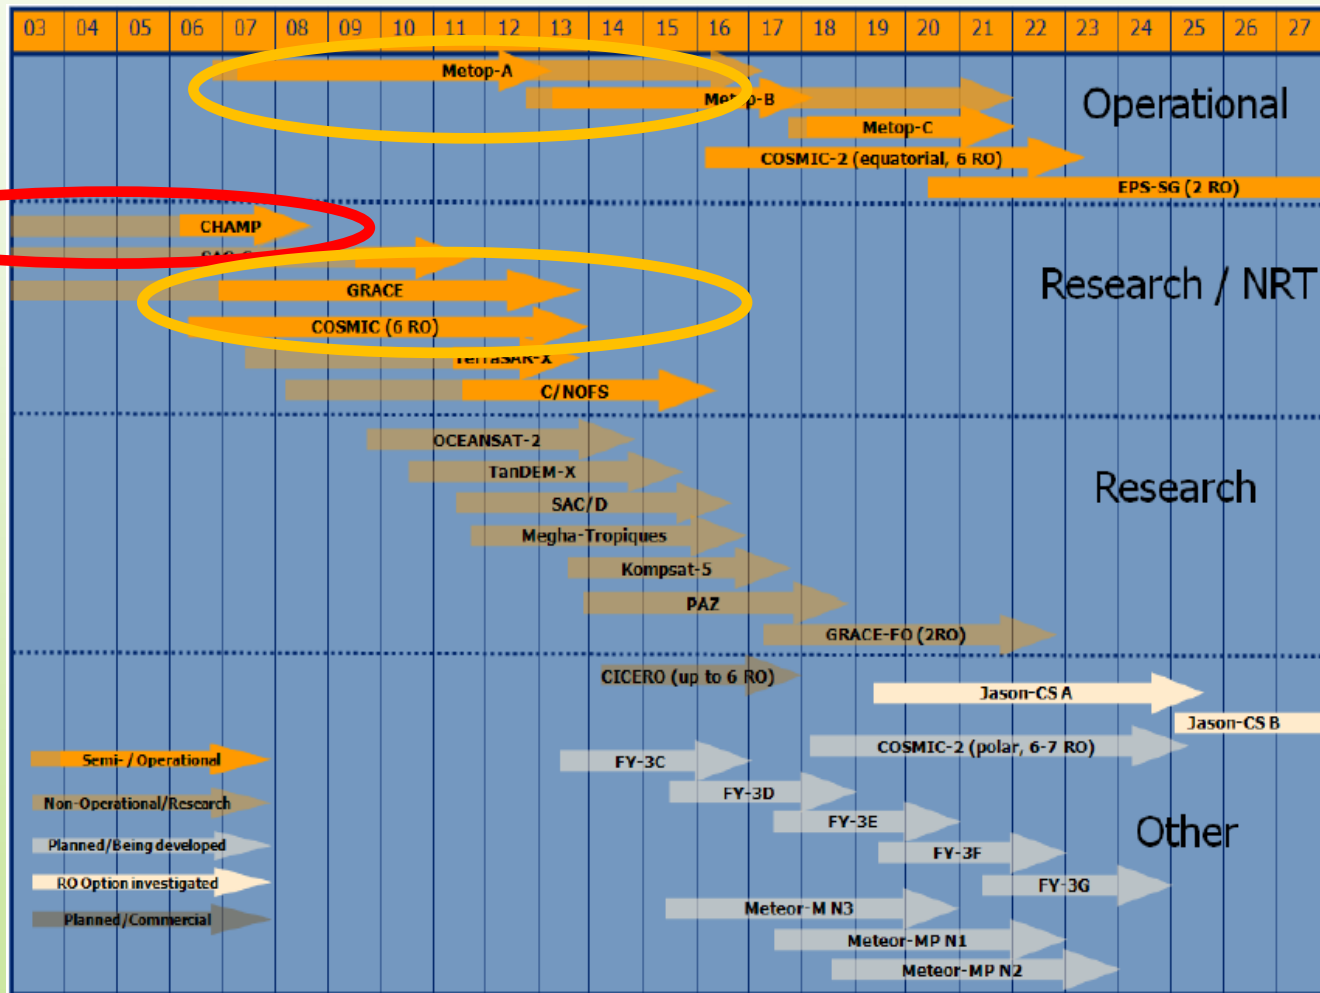 03 04 05 06 07 08 09 10 11 12 13 14 15 16 17 18 19 20 21 22 23 24 25 26 27
Metop-A
Metop-B
Operational
Metop-C
COSMIC-2 (equatorial, 6 RO)
EPS-SG (2 RO)
CHAMP
GRACE
Research / NRT
COSMIC (6 RO)
TerraSAR-X
C/NOFS
OCEANSAT-2
TanDEM-X
Research
SAC/D
Megha-Tropiques
Kompsat-5
PAZ
GRACE-FO (2RO)
CICERO (up to 6 RO)
Jason-CS A
Jason-CS B
COSMIC-2 (polar, 6-7 RO)
Semi-/Operational
FY-3C
FY-3D
Non-Operational/Research
FY-3E
Other
Planned/Being developed
FY-3F
RO Option investigated
FY-3G
Meteor-M N3
Planned/Commercial
Meteor-MP N1
Meteor-MP N2